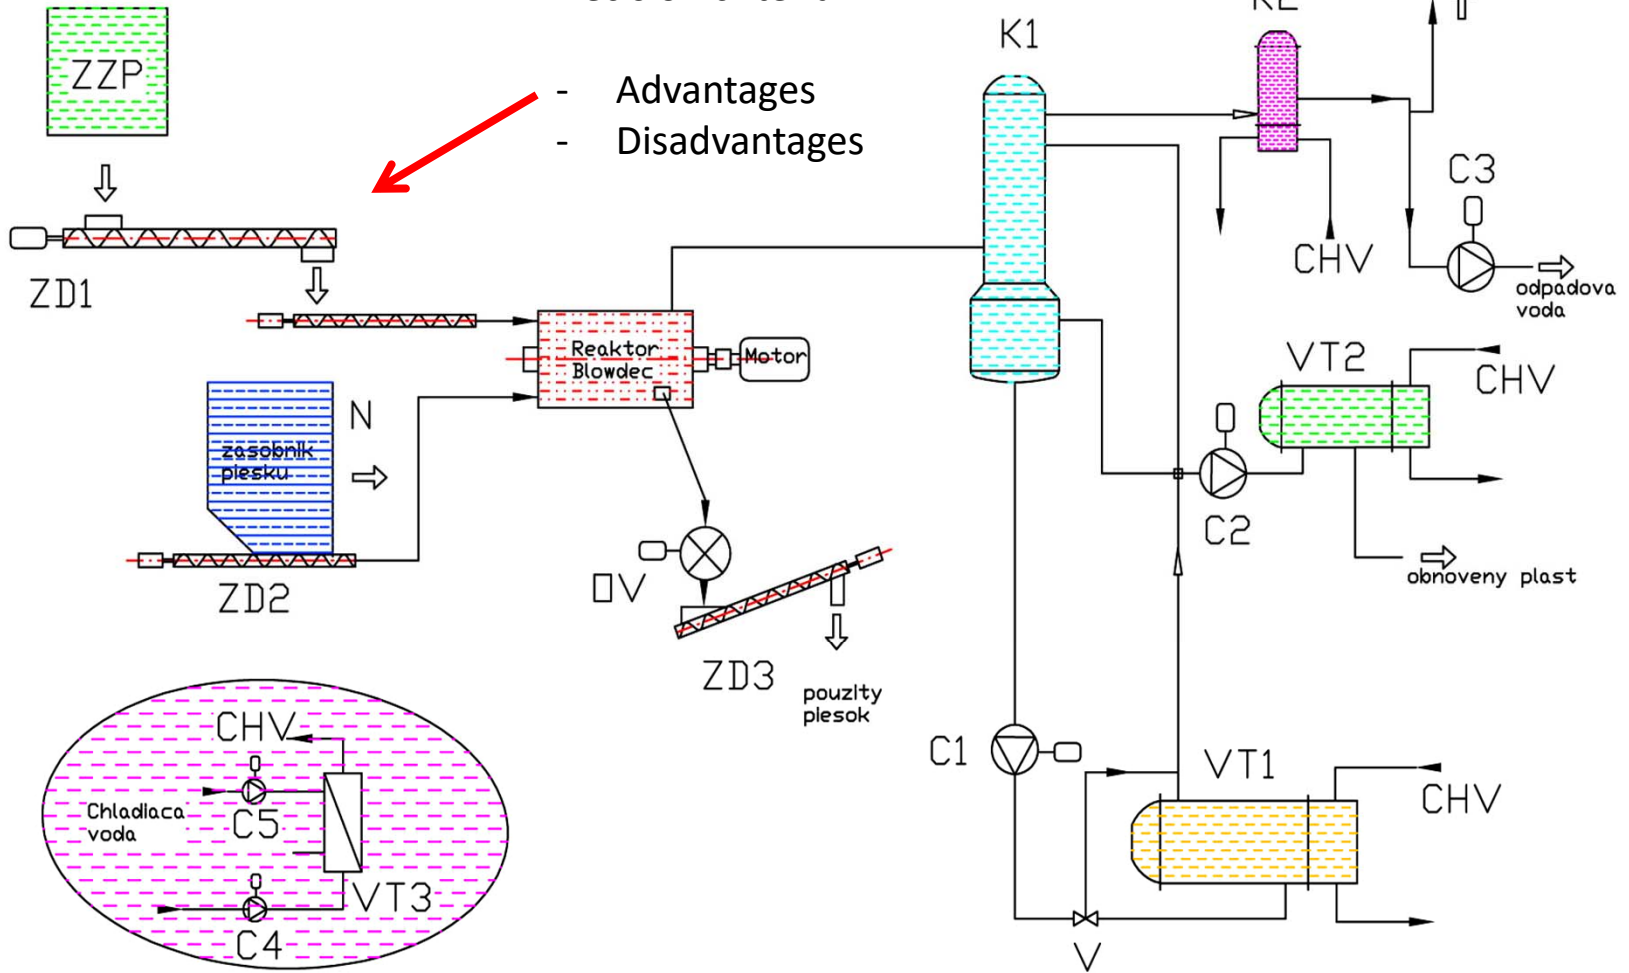 K1
ZZP
- Advantages
- Disadvantages
C3
CHV
odpadova
voda
ZD1
Reaktor
Blowdec
Motor
VT2
CHV
N
zasobnik
piesku
C2
obnoveny plast
ZD2
OV
ZD3
pouzity
piesok
CHV
C1
VT1
CHV
Chladiaca
voda
C5
VT3
C4
V